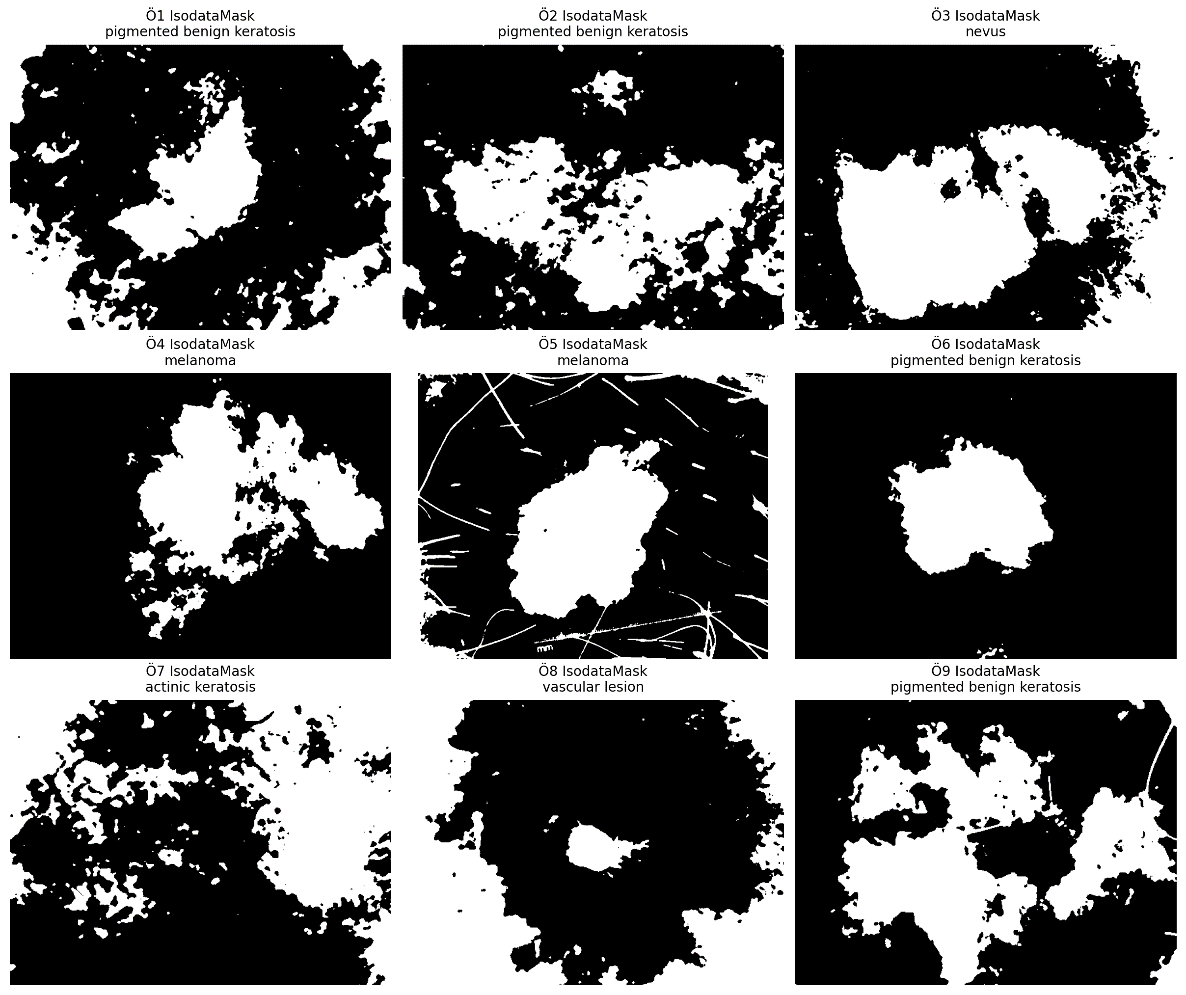 Ö1 IsodataMask
pigmented benign keratosis
Ö2 IsodataMask
pigmented benign keratosis
Ö3 IsodataMask
nevus
Ö4 IsodataMask
melanoma
Ö5 IsodataMask
melanoma
mm
Ö6 IsodataMask
pigmented benign keratosis
Ö7 IsodataMask
actinic keratosis
Ö8 IsodataMask
vascular lesion
Ö9 IsodataMask
pigmented benign keratosis